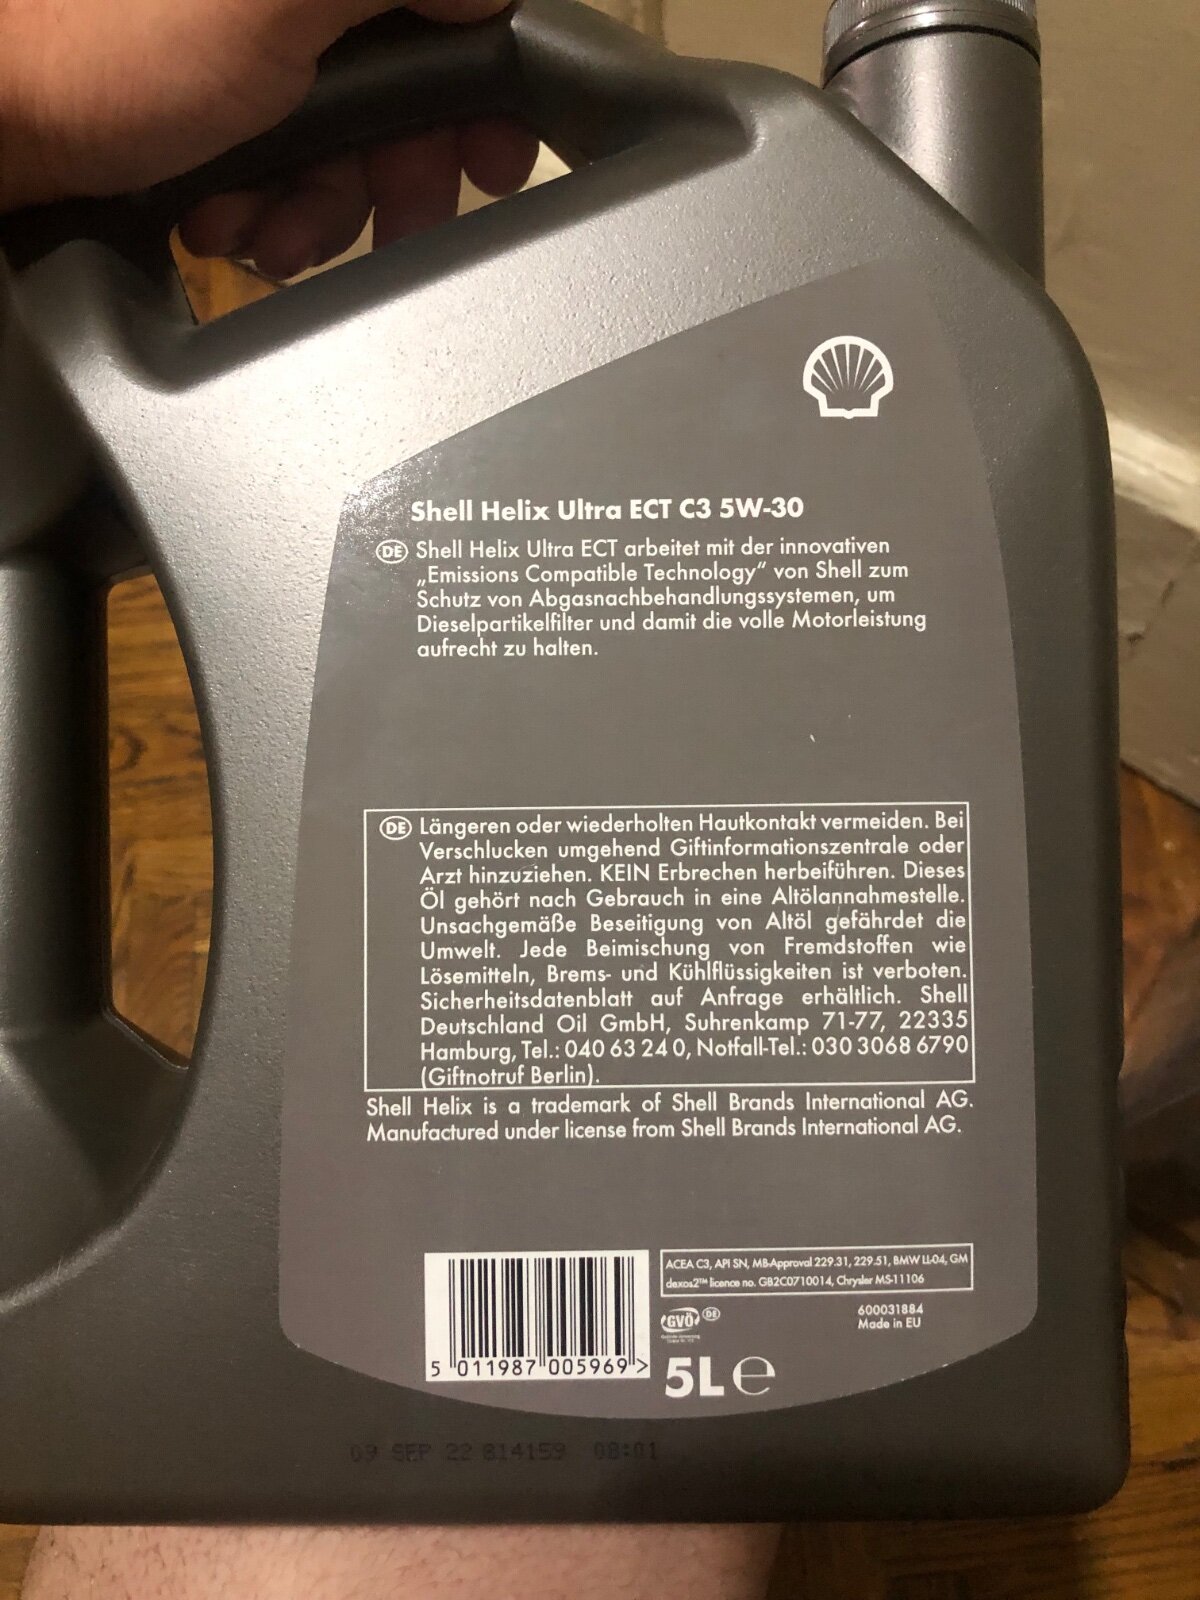 Shell Helix Ultra ECT C3 5W-30
DE Shell Helix Ultra ECT arbeitet mit der innovativen
„Emissions Compatible Technology“ von Shell zum
Schutz von Abgasnachbehandlungssystemen, um
Dieselpartikelfilter und damit die volle Motorleistung
aufrecht zu halten.
DE Längeren oder wiederholten Hautkontakt vermeiden. Bei
Verschlucken umgehend Giftinformationszentrale oder
Arzt hinzuziehen. KEIN Erbrechen herbeiführen. Dieses
Öl gehört nach Gebrauch in eine Altölannahmestelle.
Unsachgemäße Beseitigung von Altöl gefährdet die
Umwelt. Jede Beimischung von Fremdstoffen wie
Lösemitteln, Brems- und Kühlflüssigkeiten ist verboten.
Sicherheitsdatenblatt auf Anfrage erhältlich. Shell
Deutschland Oil GmbH, Suhrenkamp 71-77, 22335
Hamburg, Tel.: 040 63 24 0, Notfall-Tel.: 030 3068 6790
(Giftnotruf Berlin).
Shell Helix is a trademark of Shell Brands International AG.
Manufactured under license from Shell Brands International AG.
ACEA C3, API SN, MB-Approval 229.31, 229.51, BMW LL-04, GM
dexos2™ licence no. GB2C0710014, Chrysler MS-11106
GVÖ DE
600031884
Made in EU
5 011987 005969 >
5L e
09 SEP 22 814159 08:01